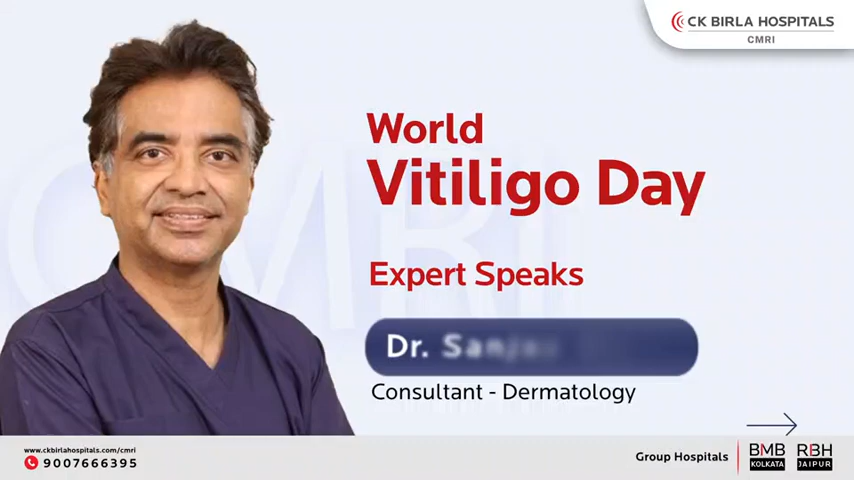 CK BIRLA HOSPITALS
CMRI
World
Vitiligo Day
Expert Speaks
Dr.
Consultant - Dermatology
www.ckbirlahospitals.com/cmri
9007666395
Group Hospitals
BMB
KOLKATA
RBH
JAIPUR